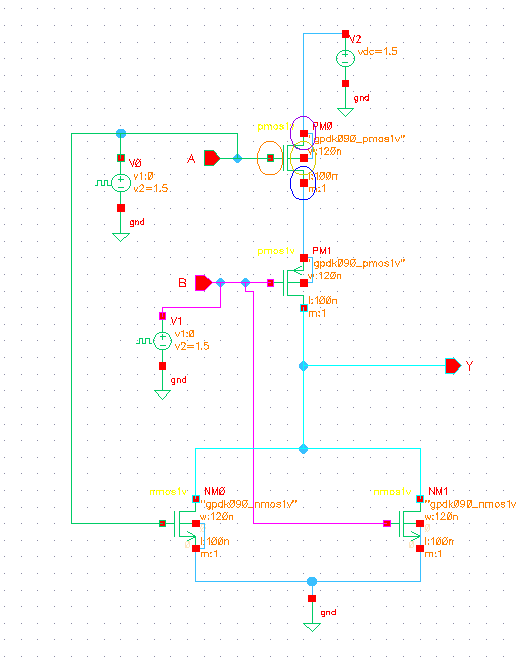 V2
vdc=1.5
gnd
pmos1v
PM0
"gpdk090_pmos1v"
w:120n
l:100n
m:1
A
V0
v1:0
v2=1.5
gnd
pmos1v
PM1
"gpdk090_pmos1v"
w:120n
l:100n
m:1
B
V1
v1:0
v2=1.5
gnd
Y
nmos1v
NM0
"gpdk090_nmos1v"
w:120n
l:100n
m:1
nmos1v
NM1
"gpdk090_nmos1v
w:120n
l:100n
m:1
gnd